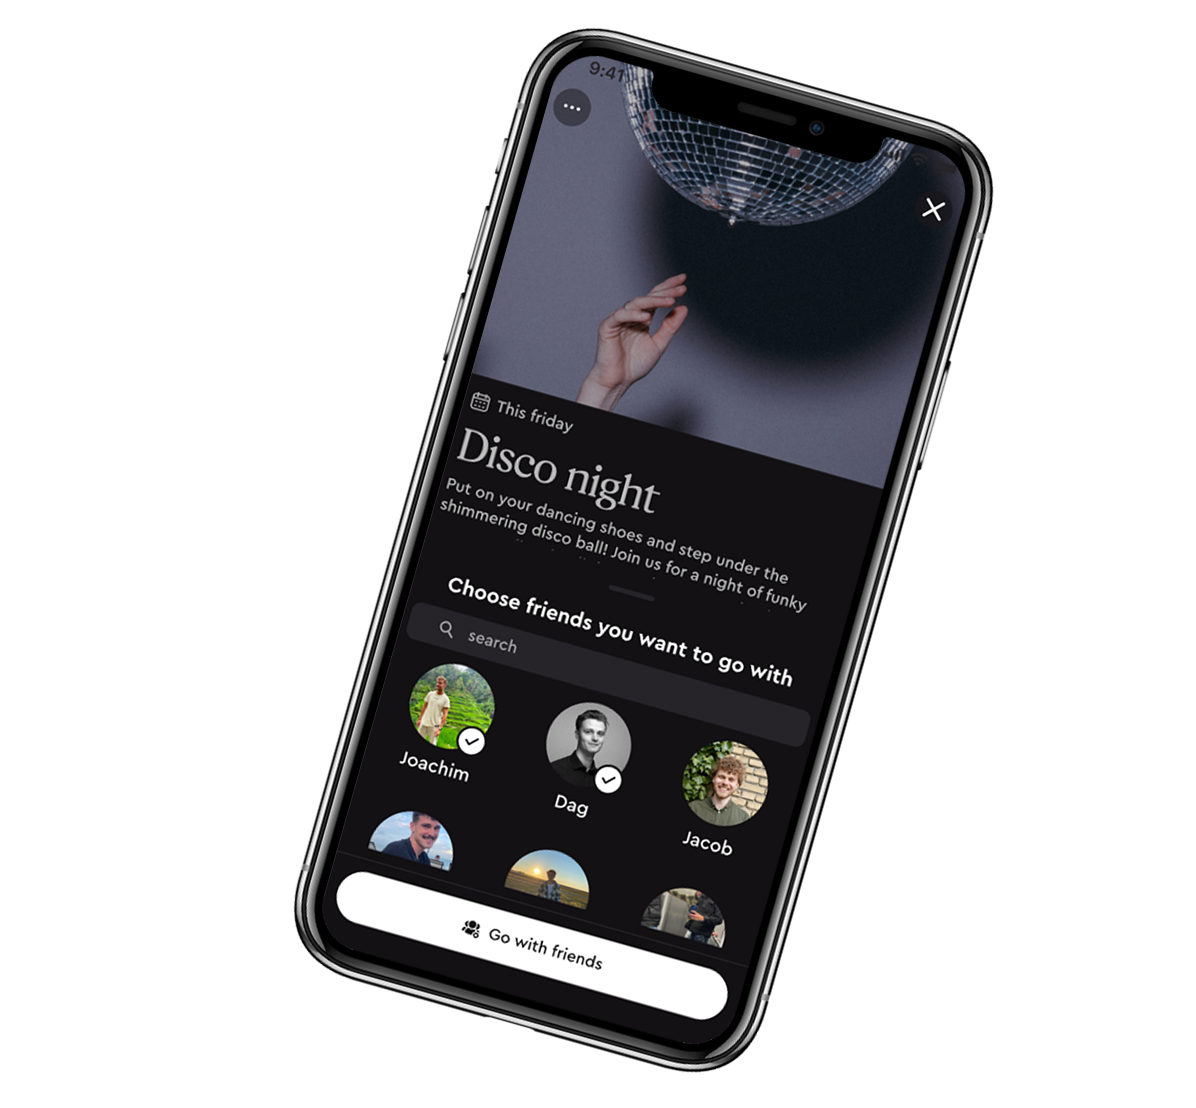 9:41
This friday
Disco night
Put on your dancing shoes and step under the
shimmering disco ball! Join us for a night of funky
Choose friends you want to go with
search
Joachim
Dag
Jacob
Go with friends